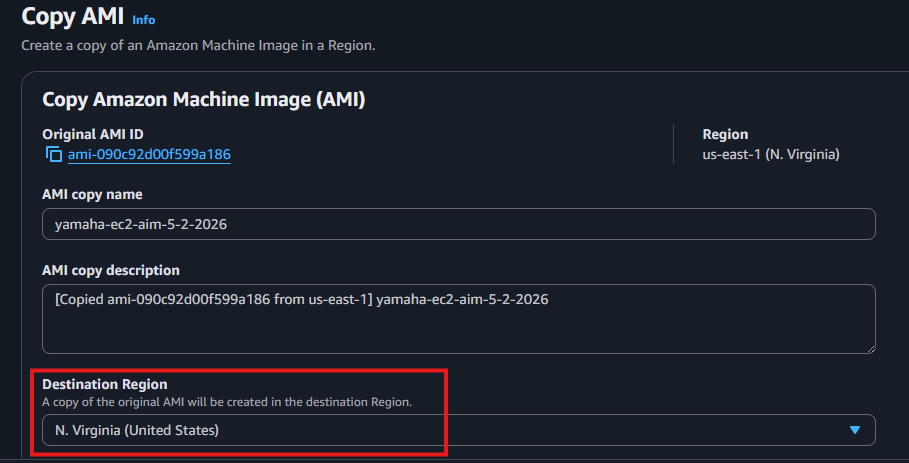 Copy AMI Info
Create a copy of an Amazon Machine Image in a Region.
Copy Amazon Machine Image (AMI)
Original AMI ID
ami-090c92d00f599a186
Region
us-east-1 (N. Virginia)
AMI copy name
yamaha-ec2-aim-5-2-2026
AMI copy description
[Copied ami-090c92d00f599a186 from us-east-1] yamaha-ec2-aim-5-2-2026
Destination Region
A copy of the original AMI will be created in the destination Region.
N. Virginia (United States)